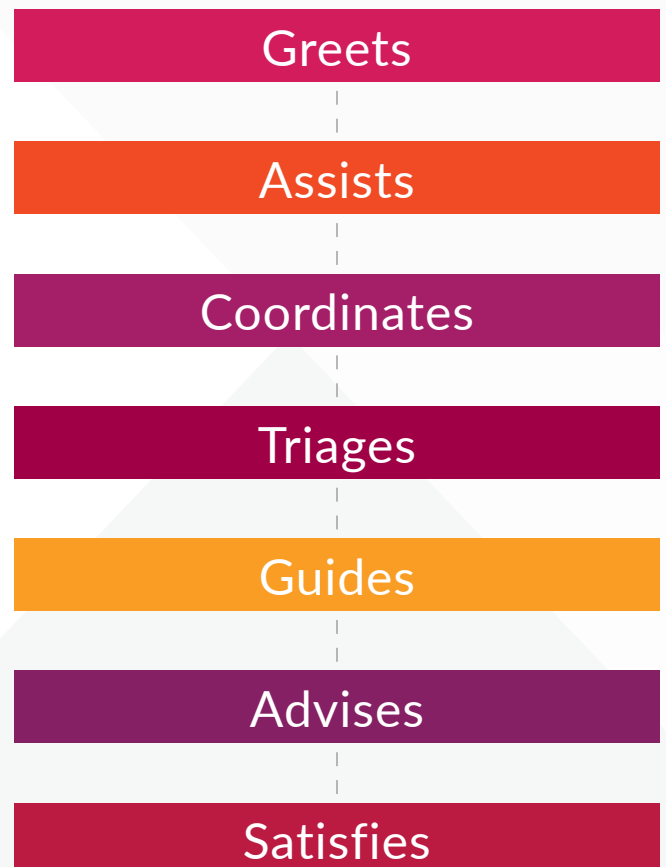 Greets
Assists
Coordinates
Triages
Guides
Advises
Satisfies